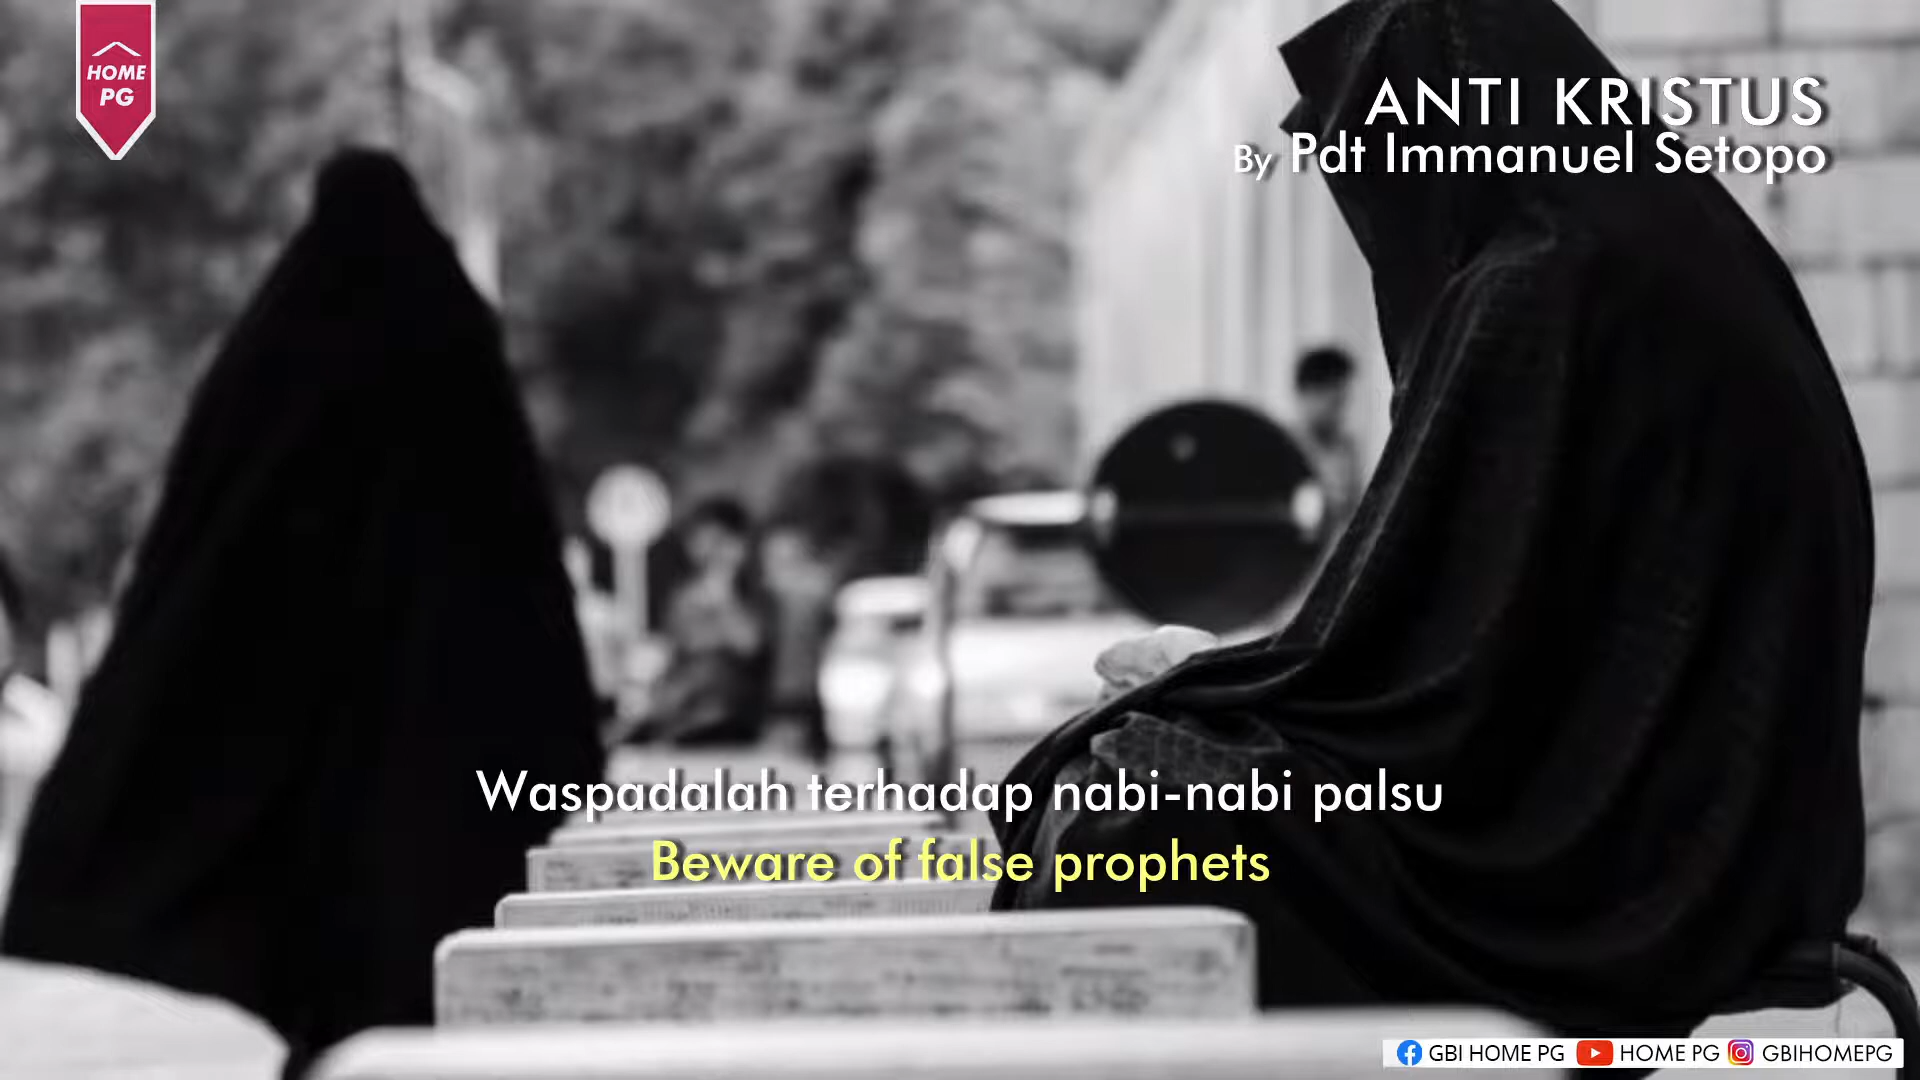 HOME
PG
ANTI KRISTUS
By Pdt Immanuel Setopo
Waspadalah terhadap nabi-nabi palsu
Beware of false prophets
GBI HOME PG HOME PG GBIHOMEPG